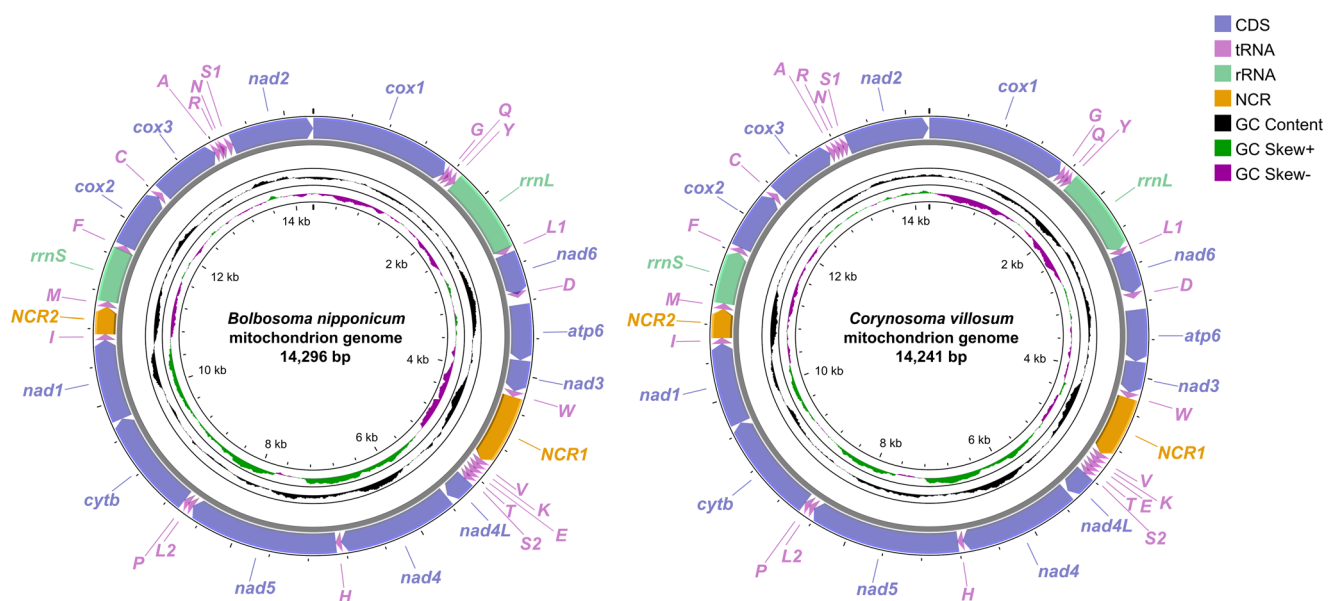 CDS
tRNA
rRNA
NCR
GC Content
GC Skew+
GC Skew-
cox1
Q
G
Y
rrnL
L1
nad6
D
atp6
nad3
W
NCR1
V
K
E
T
S2
nad4L
nad4
H
nad5
L2
P
cytb
nad1
I
NCR2
M
rrnS
F
cox2
C
cox3
A
R
N
S1
nad2
14 kb
2 kb
4 kb
6 kb
8 kb
10 kb
12 kb
Bolbosoma nipponicum
mitochondrion genome
14,296 bp
cox1
G
Q
Y
rrnL
L1
nad6
D
atp6
nad3
W
NCR1
V
K
E
T
S2
nad4L
nad4
H
nad5
L2
P
cytb
nad1
I
NCR2
M
rrnS
F
cox2
C
cox3
A
R
N
S1
nad2
14 kb
2 kb
4 kb
6 kb
8 kb
10 kb
12 kb
Corynosoma villosum
mitochondrion genome
14,241 bp